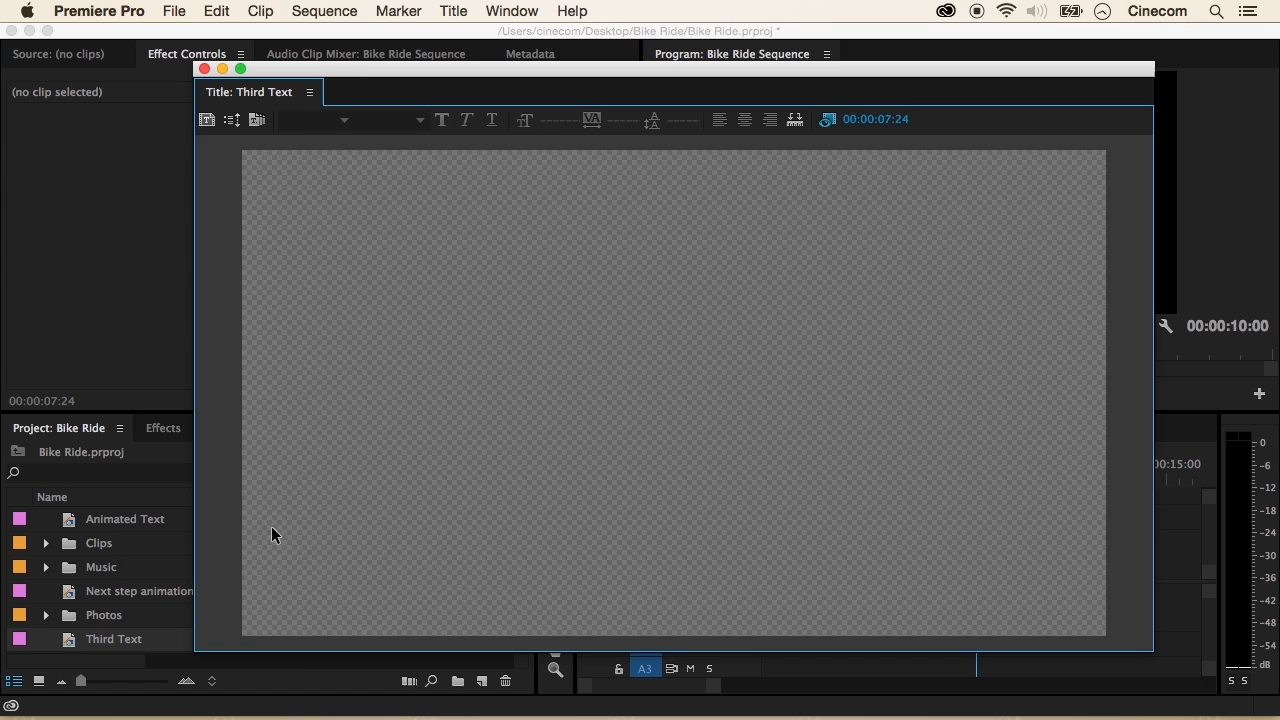 Premiere Pro File Edit Clip Sequence Marker Title Window Help Cinecom
/Users/cinecom/Desktop/Bike Ride/Bike Ride.prproj *
Source: (no clips) Effect Controls Audio Clip Mixer: Bike Ride Sequence Metadata Program: Bike Ride Sequence
(no clip selected)
Title: Third Text
00:00:07:24
00:00:10:00
00:00:07:24
Project: Bike Ride Effects
Bike Ride.prproj
00:15:00
Name
Animated Text
Clips
Music
Next step animation
Photos
Third Text
A3 M S
0
-6
-12
-18
-24
-30
-36
-42
-48
-54
dB
S S